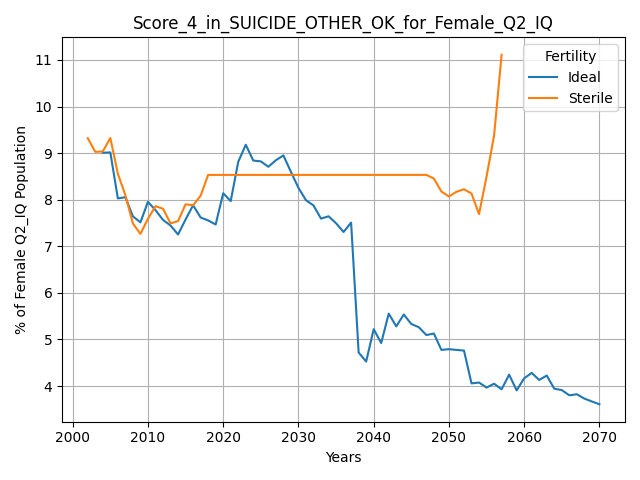 Score_4_in_SUICIDE_OTHER_OK_for_Female_Q2_IQ
Fertility
Ideal
Sterile
% of Female Q2_IQ Population
11
10
9
8
7
6
5
4
2000 2010 2020 2030 2040 2050 2060 2070
Years